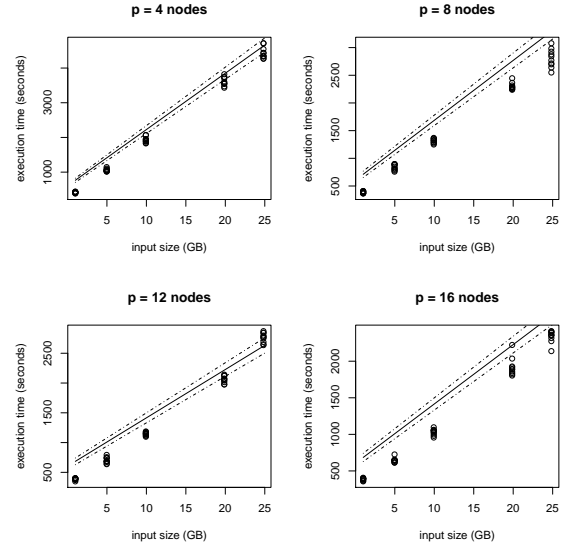 p = 4 nodes
execution time (seconds)
1000 3000
5 10 15 20 25
input size (GB)
p = 8 nodes
execution time (seconds)
500 1500 2500
5 10 15 20 25
input size (GB)
p = 12 nodes
execution time (seconds)
500 1500 2500
5 10 15 20 25
input size (GB)
p = 16 nodes
execution time (seconds)
500 1000 2000
5 10 15 20 25
input size (GB)